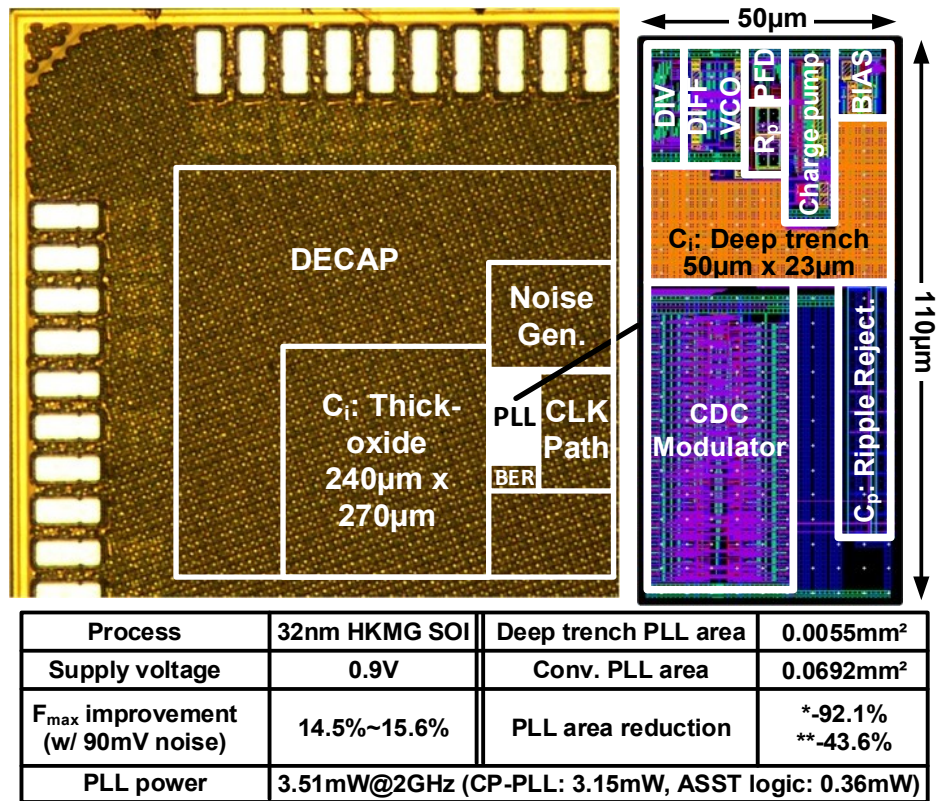 DECAP
Noise
Gen.
Cᵢ: Thick-
oxide
240µm x
270µm
PLL
CLK
Path
BER
50µm
110µm
DIV
DIFF
VCO
PFD
Rₚ
Charge pump
BIAS
Cᵢ: Deep trench
50µm x 23µm
CDC
Modulator
Cₚ: Ripple Reject.
Process 32nm HKMG SOI Deep trench PLL area 0.0055mm²
Supply voltage 0.9V Conv. PLL area 0.0692mm²
Fₘₐₓ improvement
(w/ 90mV noise) 14.5%~15.6% PLL area reduction *-92.1%
**-43.6%
PLL power 3.51mW@2GHz (CP-PLL: 3.15mW, ASST logic: 0.36mW)